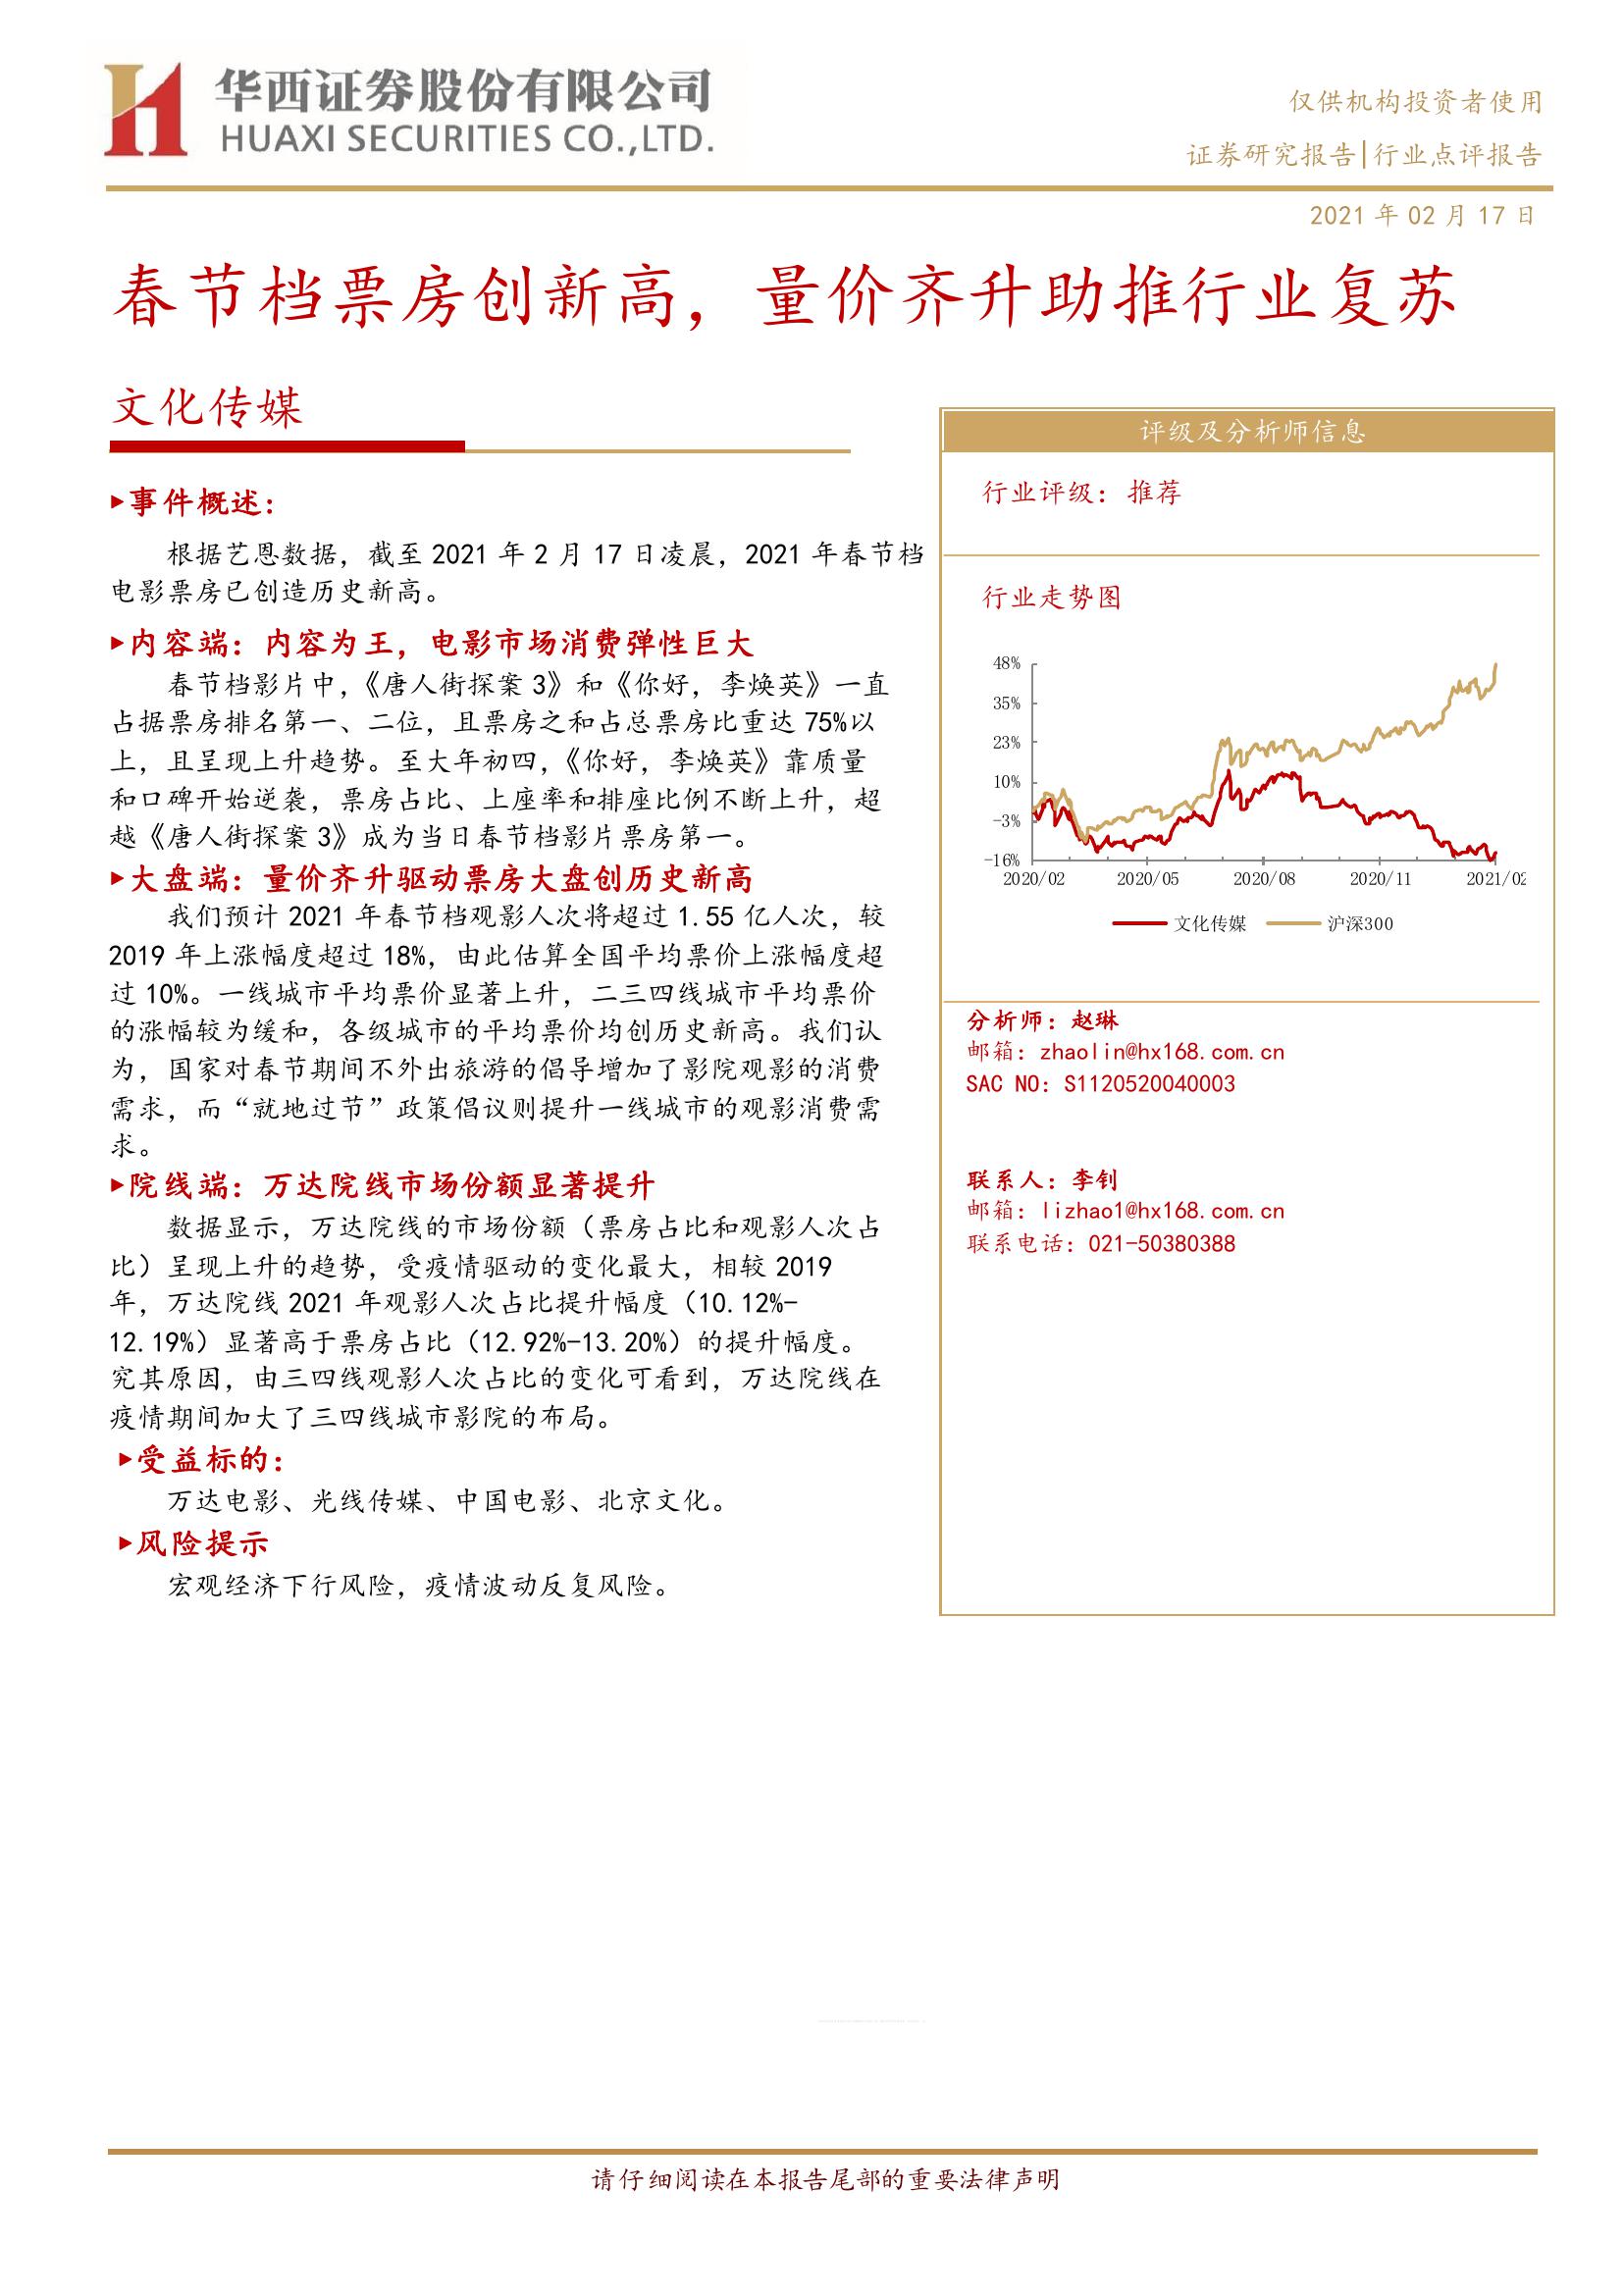 华西证券股份有限公司
HUAXI SECURITIES CO.,LTD.
仅供机构投资者使用
证券研究报告|行业点评报告
2021 年 02 月 17 日
春节档票房创新高，量价齐升助推行业复苏
文化传媒
▸事件概述：
根据艺恩数据，截至 2021 年 2 月 17 日凌晨，2021 年春节档
电影票房已创造历史新高。
▸内容端：内容为王，电影市场消费弹性巨大
春节档影片中，《唐人街探案 3》和《你好，李焕英》一直
占据票房排名第一、二位，且票房之和占总票房比重达 75%以
上，且呈现上升趋势。至大年初四，《你好，李焕英》靠质量
和口碑开始逆袭，票房占比、上座率和排座比例不断上升，超
越《唐人街探案 3》成为当日春节档影片票房第一。
▸大盘端：量价齐升驱动票房大盘创历史新高
我们预计 2021 年春节档观影人次将超过 1.55 亿人次，较
2019 年上涨幅度超过 18%，由此估算全国平均票价上涨幅度超
过 10%。一线城市平均票价显著上升，二三四线城市平均票价
的涨幅较为缓和，各级城市的平均票价均创历史新高。我们认
为，国家对春节期间不外出旅游的倡导增加了影院观影的消费
需求，而“就地过节”政策倡议则提升一线城市的观影消费需
求。
▸院线端：万达院线市场份额显著提升
数据显示，万达院线的市场份额（票房占比和观影人次占
比）呈现上升的趋势，受疫情驱动的变化最大，相较 2019
年，万达院线 2021 年观影人次占比提升幅度（10.12%-
12.19%）显著高于票房占比（12.92%-13.20%）的提升幅度。
究其原因，由三四线观影人次占比的变化可看到，万达院线在
疫情期间加大了三四线城市影院的布局。
▸受益标的：
万达电影、光线传媒、中国电影、北京文化。
▸风险提示
宏观经济下行风险，疫情波动反复风险。
评级及分析师信息
行业评级：推荐
行业走势图
48%
35%
23%
10%
-3%
-16%
2020/02 2020/05 2020/08 2020/11 2021/02
文化传媒 沪深300
分析师：赵琳
邮箱：zhaolin@hx168.com.cn
SAC NO：S1120520040003
联系人：李钊
邮箱：lizhao1@hx168.com.cn
联系电话：021-50380388
请仔细阅读在本报告尾部的重要法律声明